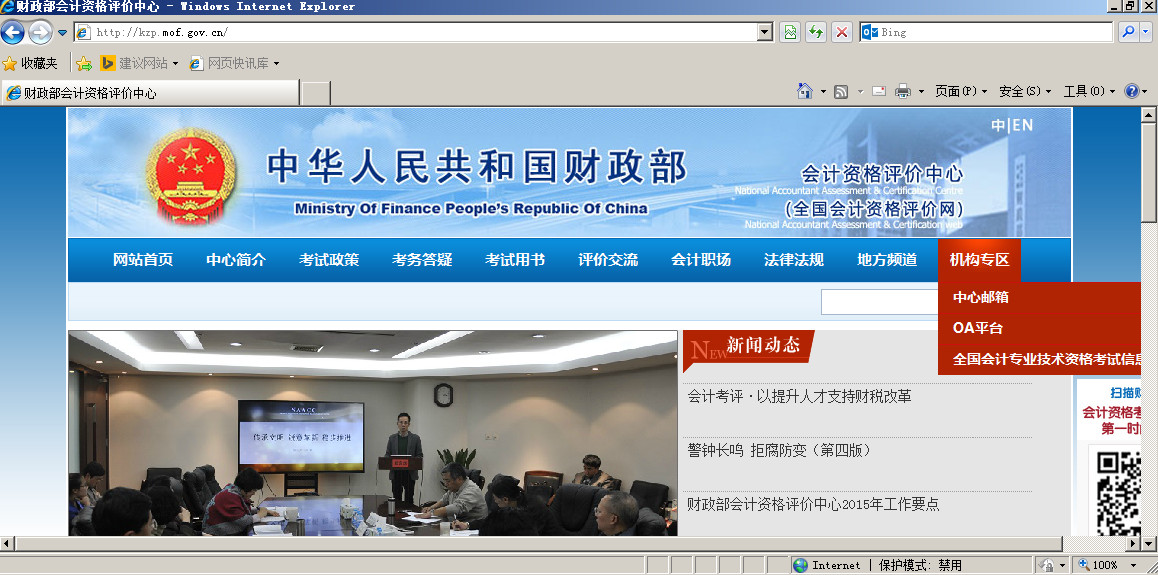 财政部会计资格评价中心 - Windows Internet Explorer
http://kzp.mof.gov.cn/
Bing
收藏夹
建议网站
网页快讯库
财政部会计资格评价中心
页面(P)
安全(S)
工具(O)
中|EN
中华人民共和国财政部
Ministry Of Finance People's Republic Of China
会计资格评价中心
National Accountant Assessment & Certification Centre
(全国会计资格评价网)
National Accountant Assessment & Certification web
网站首页 中心简介 考试政策 考务答疑 考试用书 评价交流 会计职场 法律法规 地方频道 机构专区
中心邮箱
OA平台
全国会计专业技术资格考试信息
New 新闻动态
会计考评·以提升人才支持财税改革
警钟长鸣 拒腐防变（第四版）
财政部会计资格评价中心2015年工作要点
扫描
会计资格
第一时
Internet | 保护模式: 禁用
100%